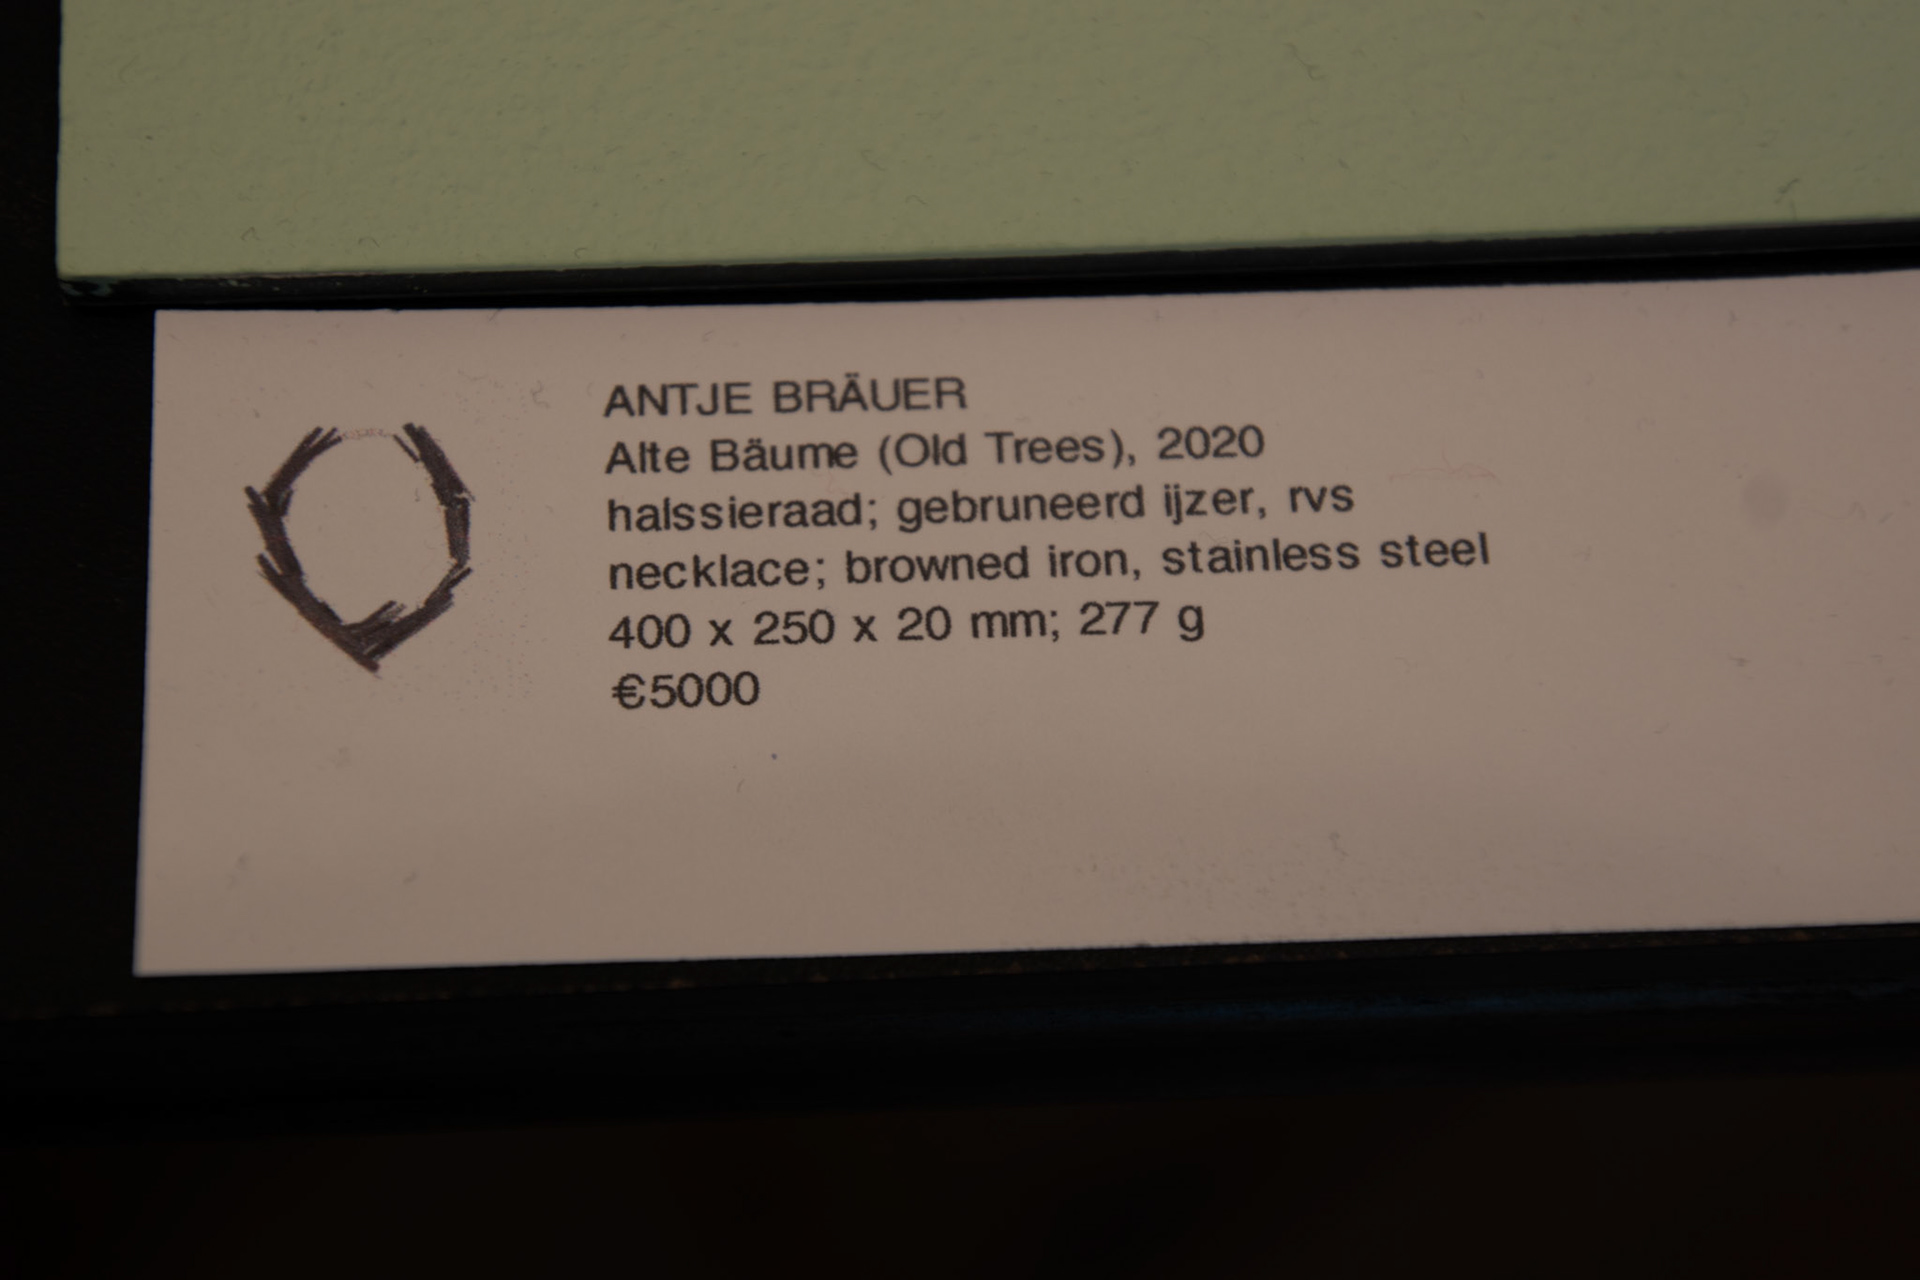 ANTJE BRÄUER
Alte Bäume (Old Trees), 2020
halssieraad; gebruneerd ijzer, rvs
necklace; browned iron, stainless steel
400 x 250 x 20 mm; 277 g
€5000